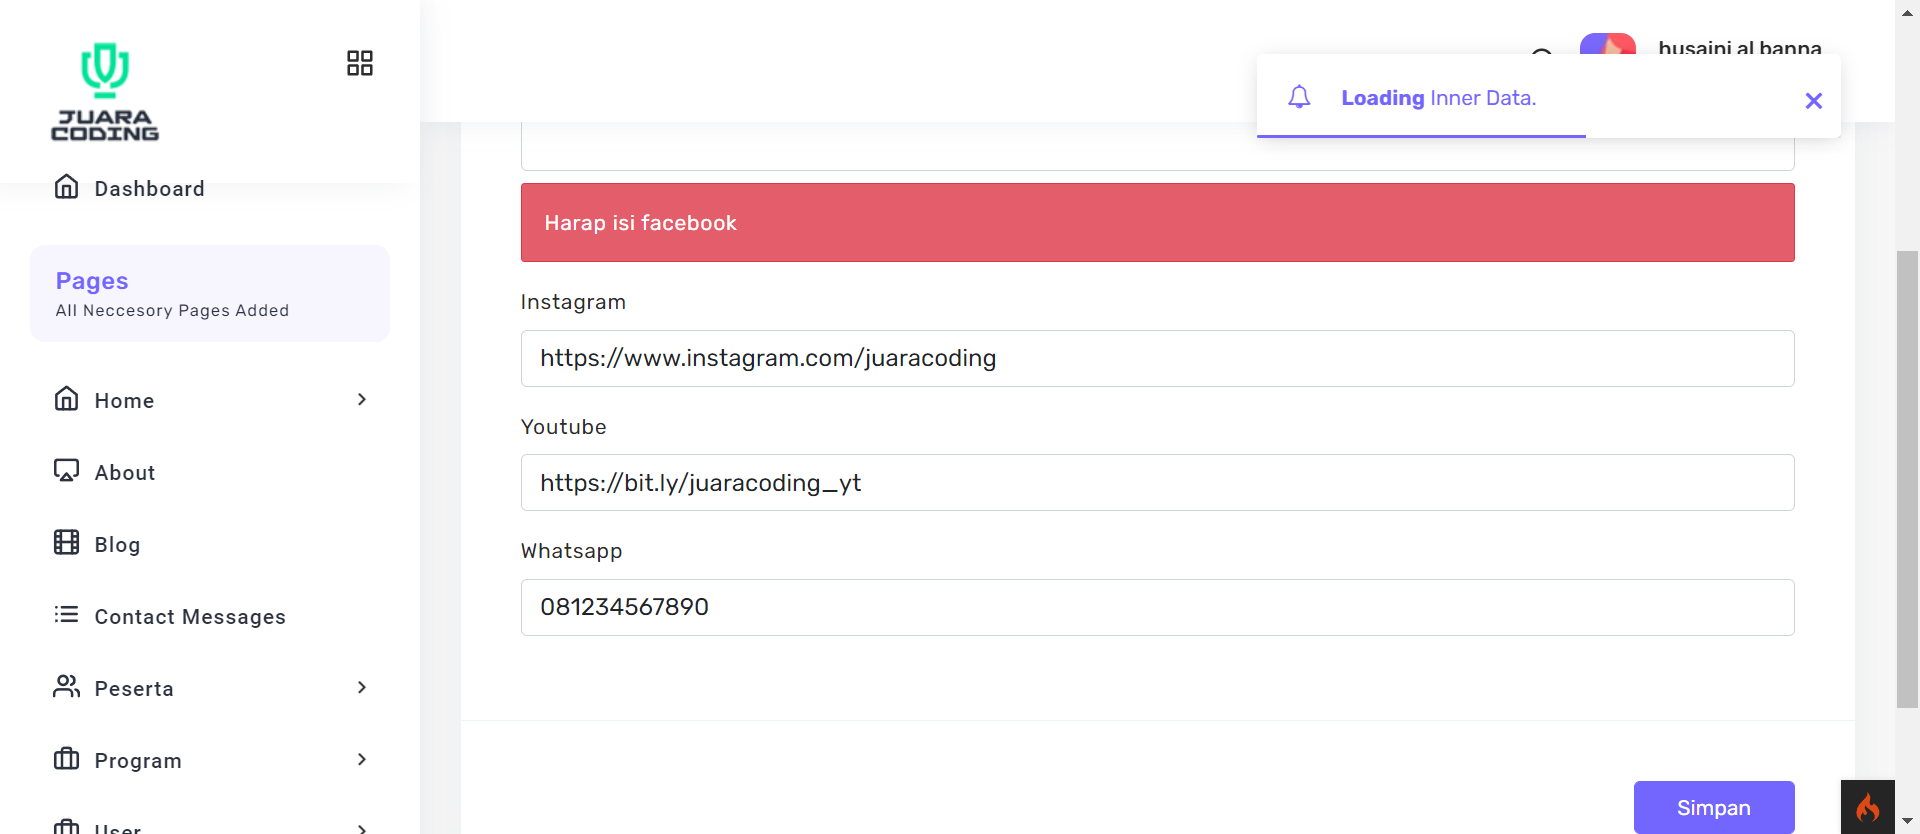 JUARA
CODING
Dashboard
Pages
All Neccesory Pages Added
Home
About
Blog
Contact Messages
Peserta
Program
User
husaini al banna
Loading Inner Data.
Harap isi facebook
Instagram
https://www.instagram.com/juaracoding
Youtube
https://bit.ly/juaracoding_yt
Whatsapp
081234567890
Simpan